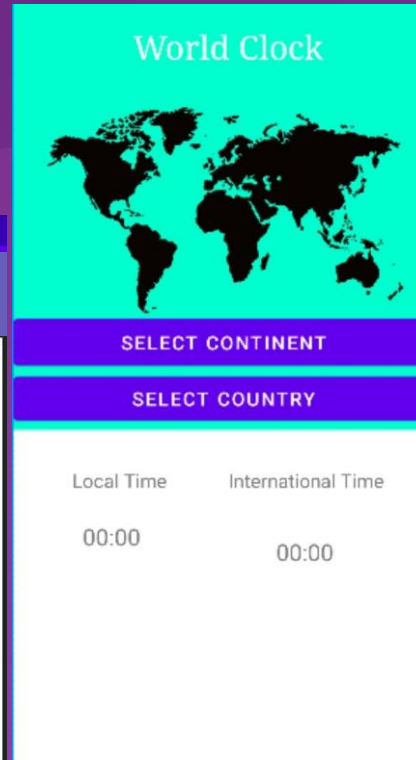 World Clock
SELECT CONTINENT
SELECT COUNTRY
Local Time International Time
00:00
00:00